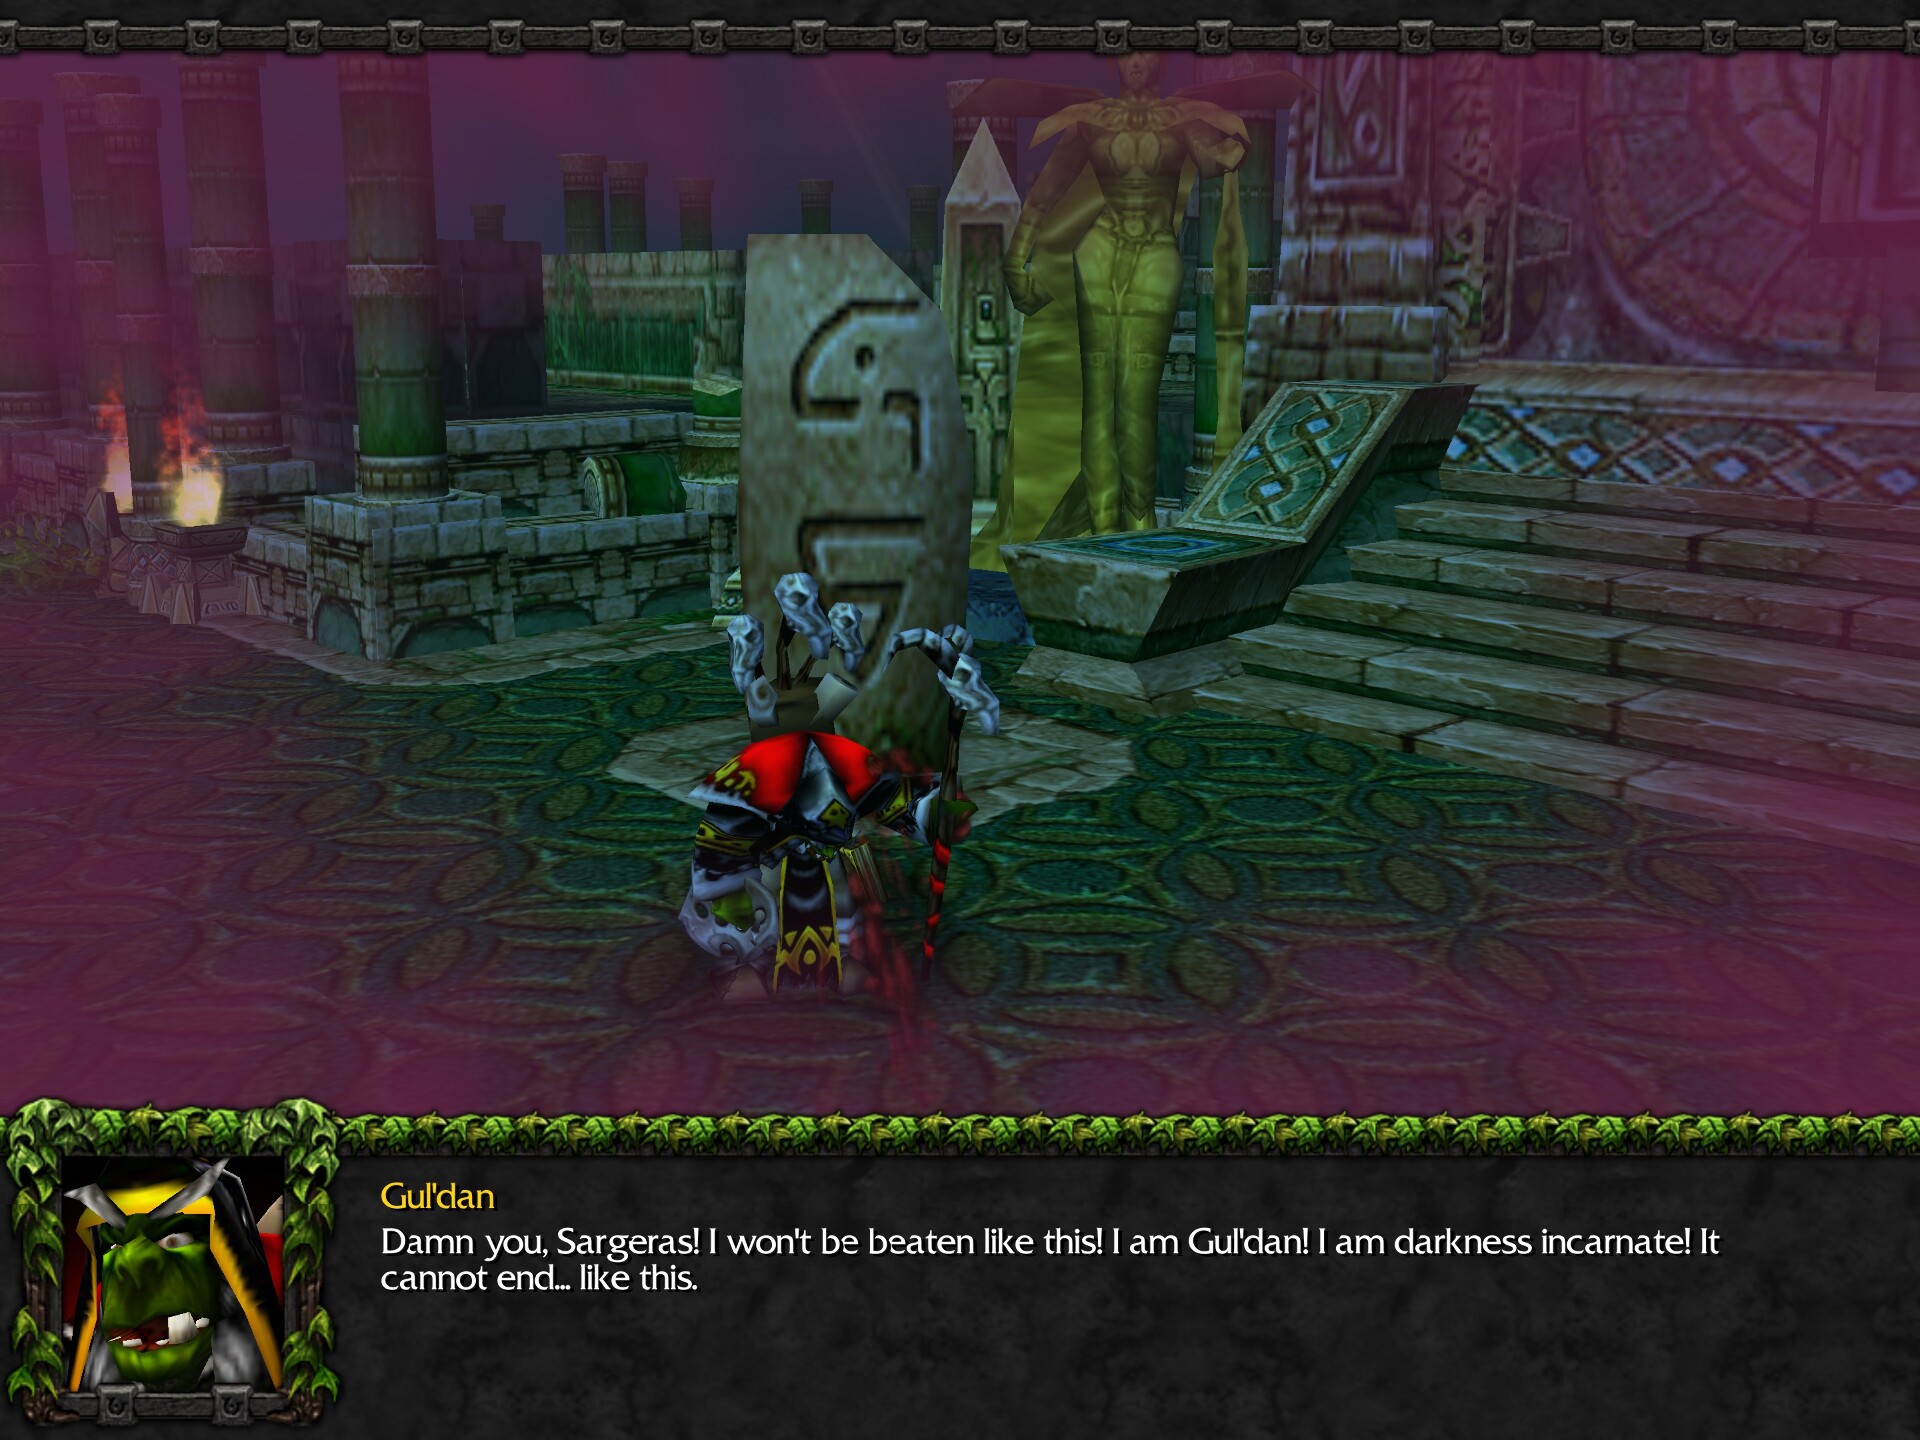 Gul'dan
Damn you, Sargeras! I won't be beaten like this! I am Gul'dan! I am darkness incarnate! It
cannot end... like this.